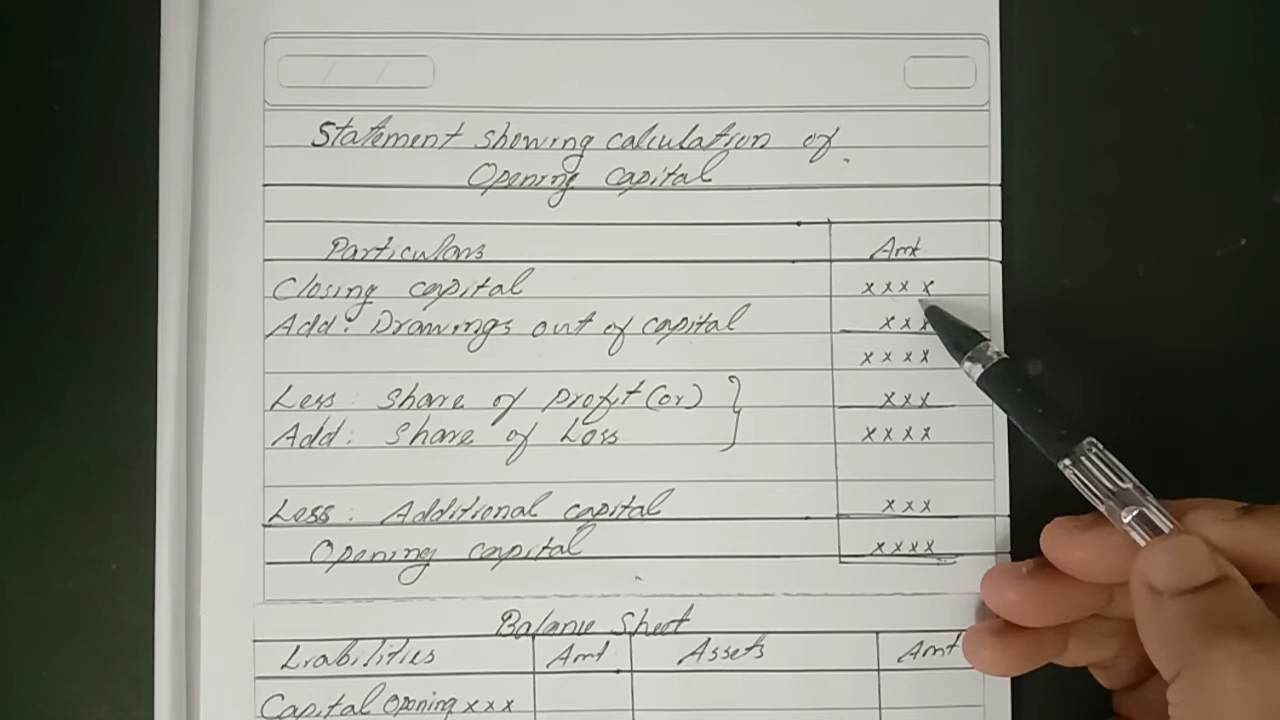 Statement showing calculation of
Opening capital
Particulars Amt
Closing capital xxxx
Add: Drawings out of capital xxx
xxxx
Less: Share of Profit (or) xxx
Add: Share of Loss xxxx
Less: Additional capital xxx
Opening capital xxxx
Balance Sheet
Liabilities Amt Assets Amt
Capital Opening xxx